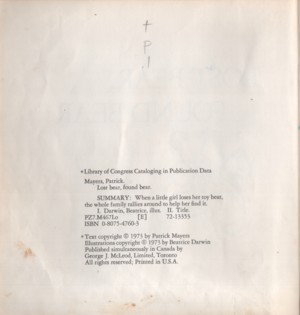 +
P
1
* Library of Congress Cataloging in Publication Data
Mayers, Patrick.
Lost bear, found bear.
SUMMARY: When a little girl loses her toy bear,
the whole family rallies around to help her find it.
I. Darwin, Beatrice, illus. II. Title.
PZ7.M467Lo [E] 72-13353
ISBN 0-8075-4760-5
* Text copyright © 1973 by Patrick Mayers
Illustrations copyright © 1973 by Beatrice Darwin
Published simultaneously in Canada by
George J. McLeod, Limited, Toronto
All rights reserved; Printed in U.S.A.